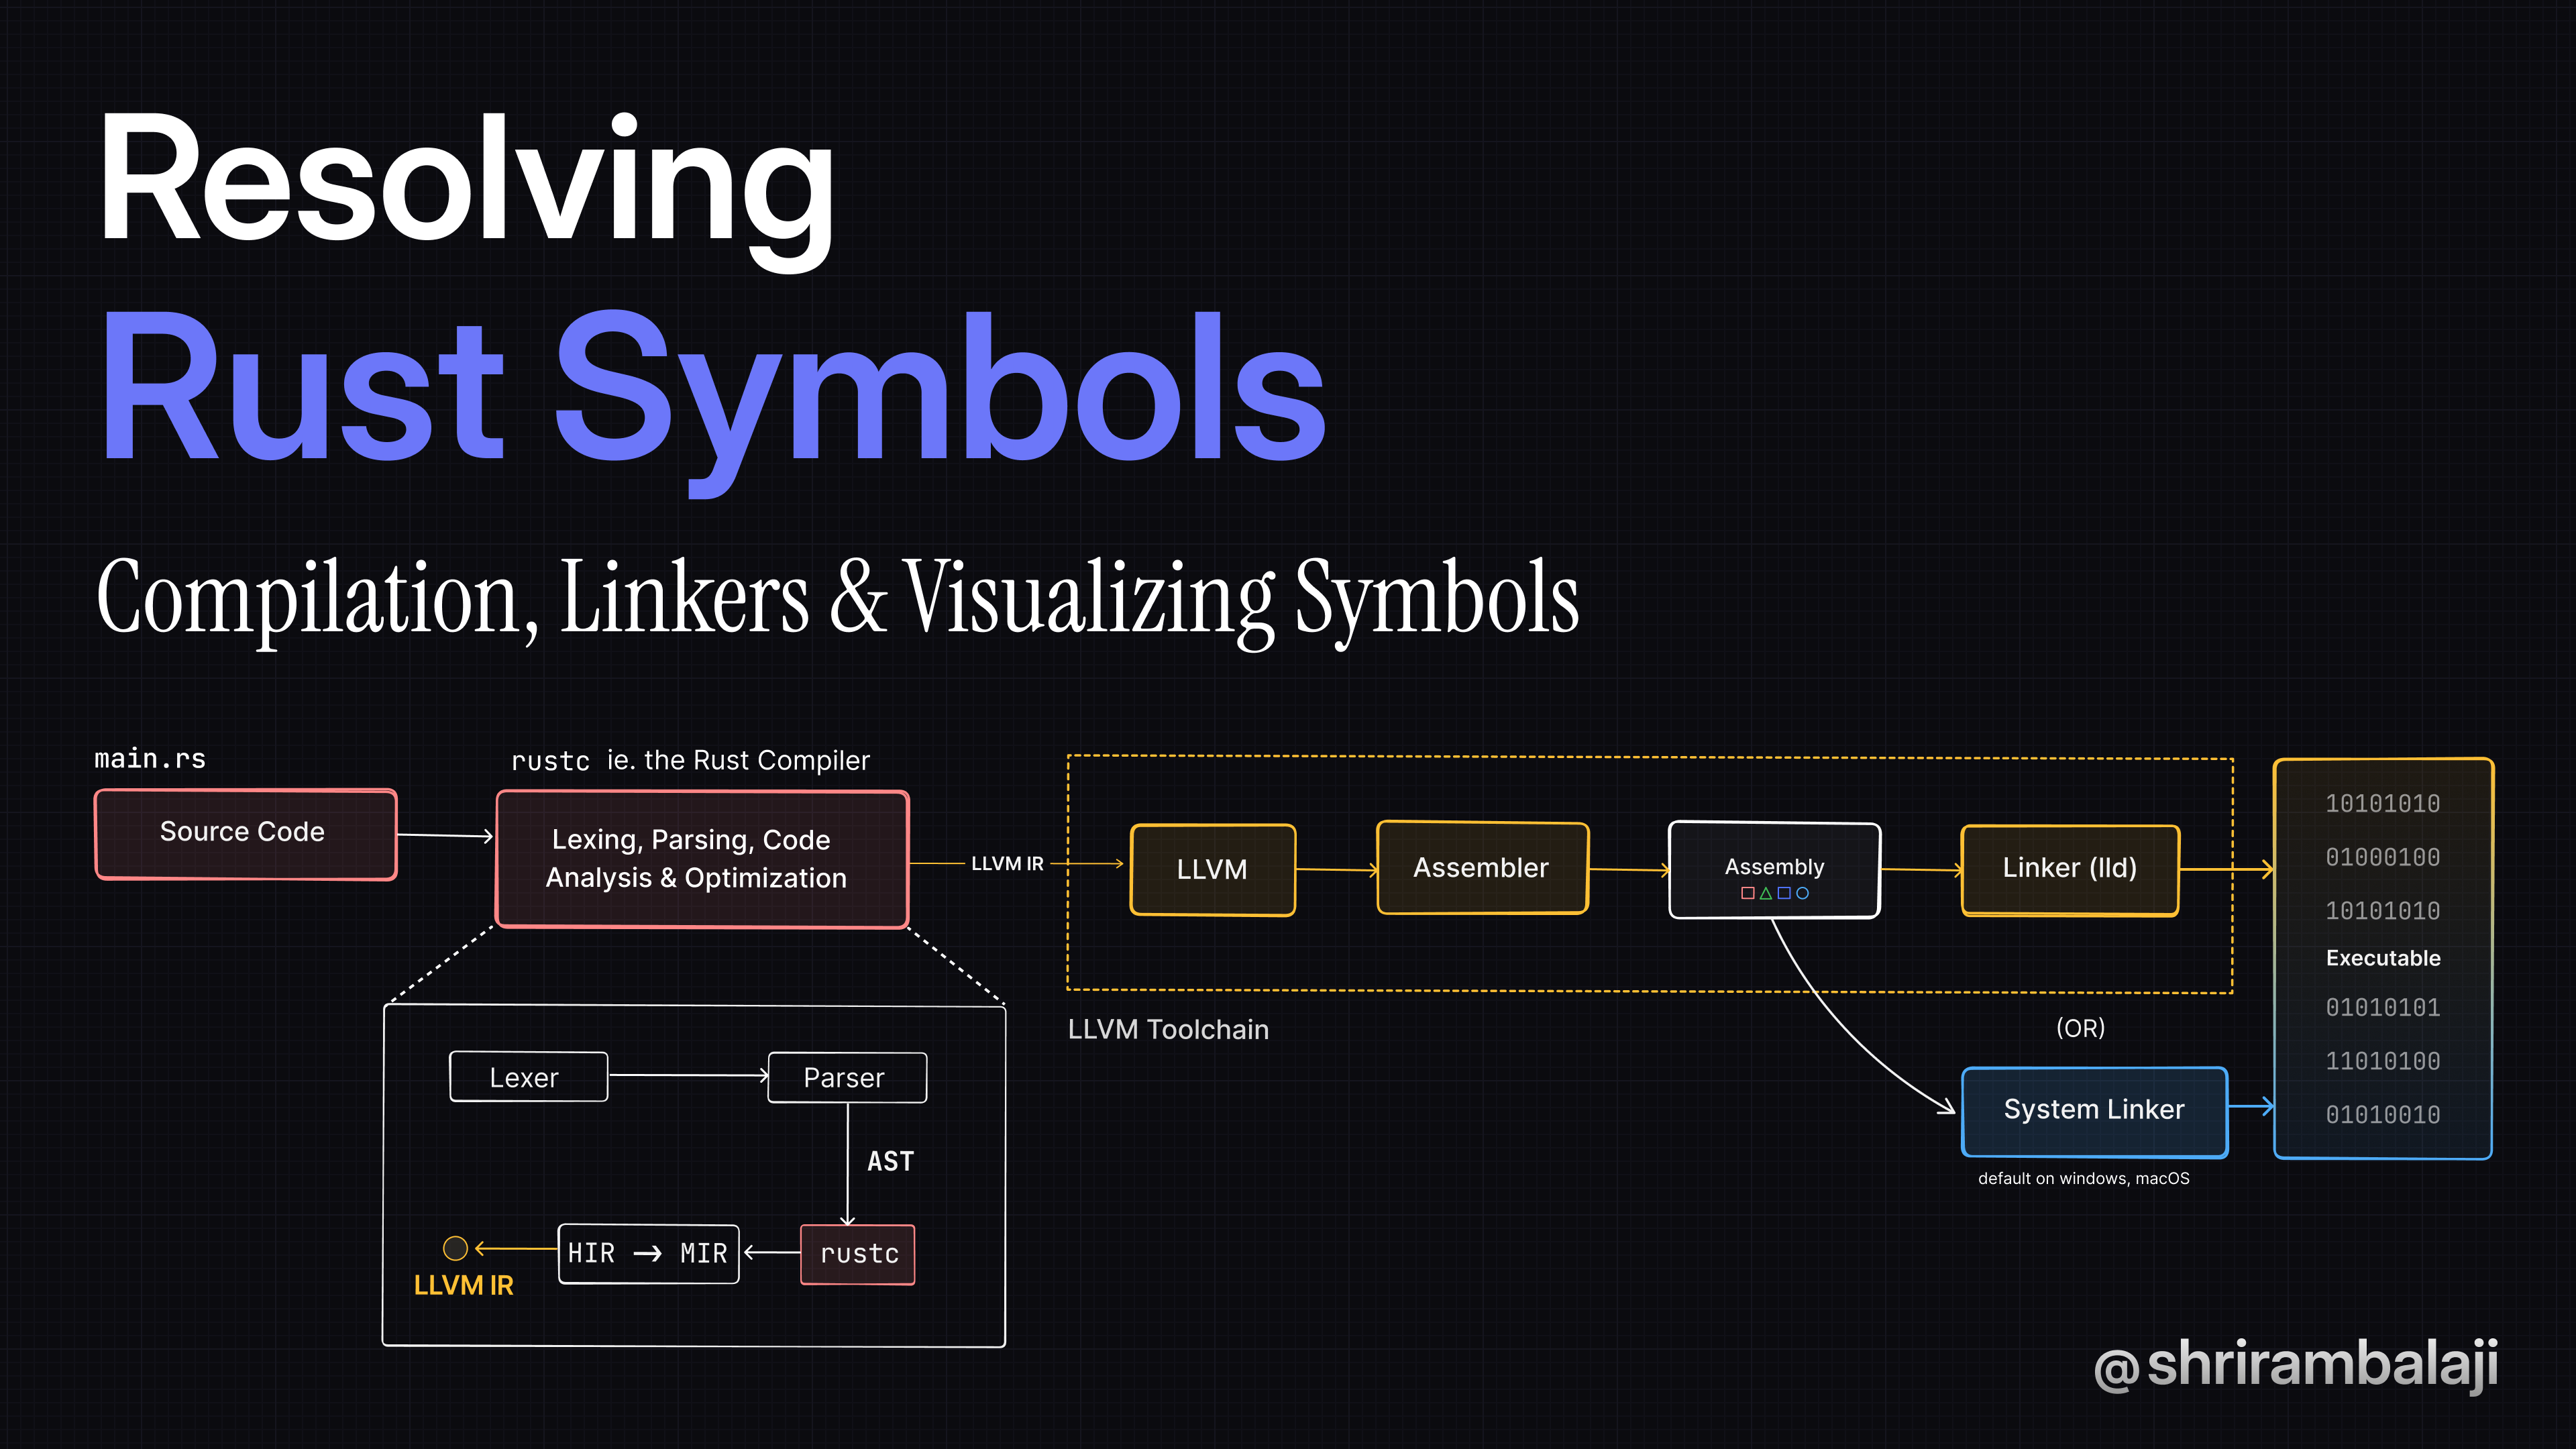 Resolving
Rust Symbols
Compilation, Linkers & Visualizing Symbols
main.rs
Source Code
rustc ie. the Rust Compiler
Lexing, Parsing, Code
Analysis & Optimization
LLVM IR
LLVM
Assembler
Assembly
Linker (lld)
LLVM Toolchain
(OR)
System Linker
default on windows, macOS
10101010
01000100
10101010
Executable
01010101
11010100
01010010
Lexer
Parser
AST
rustc
HIR → MIR
LLVM IR
@shrirambalaji